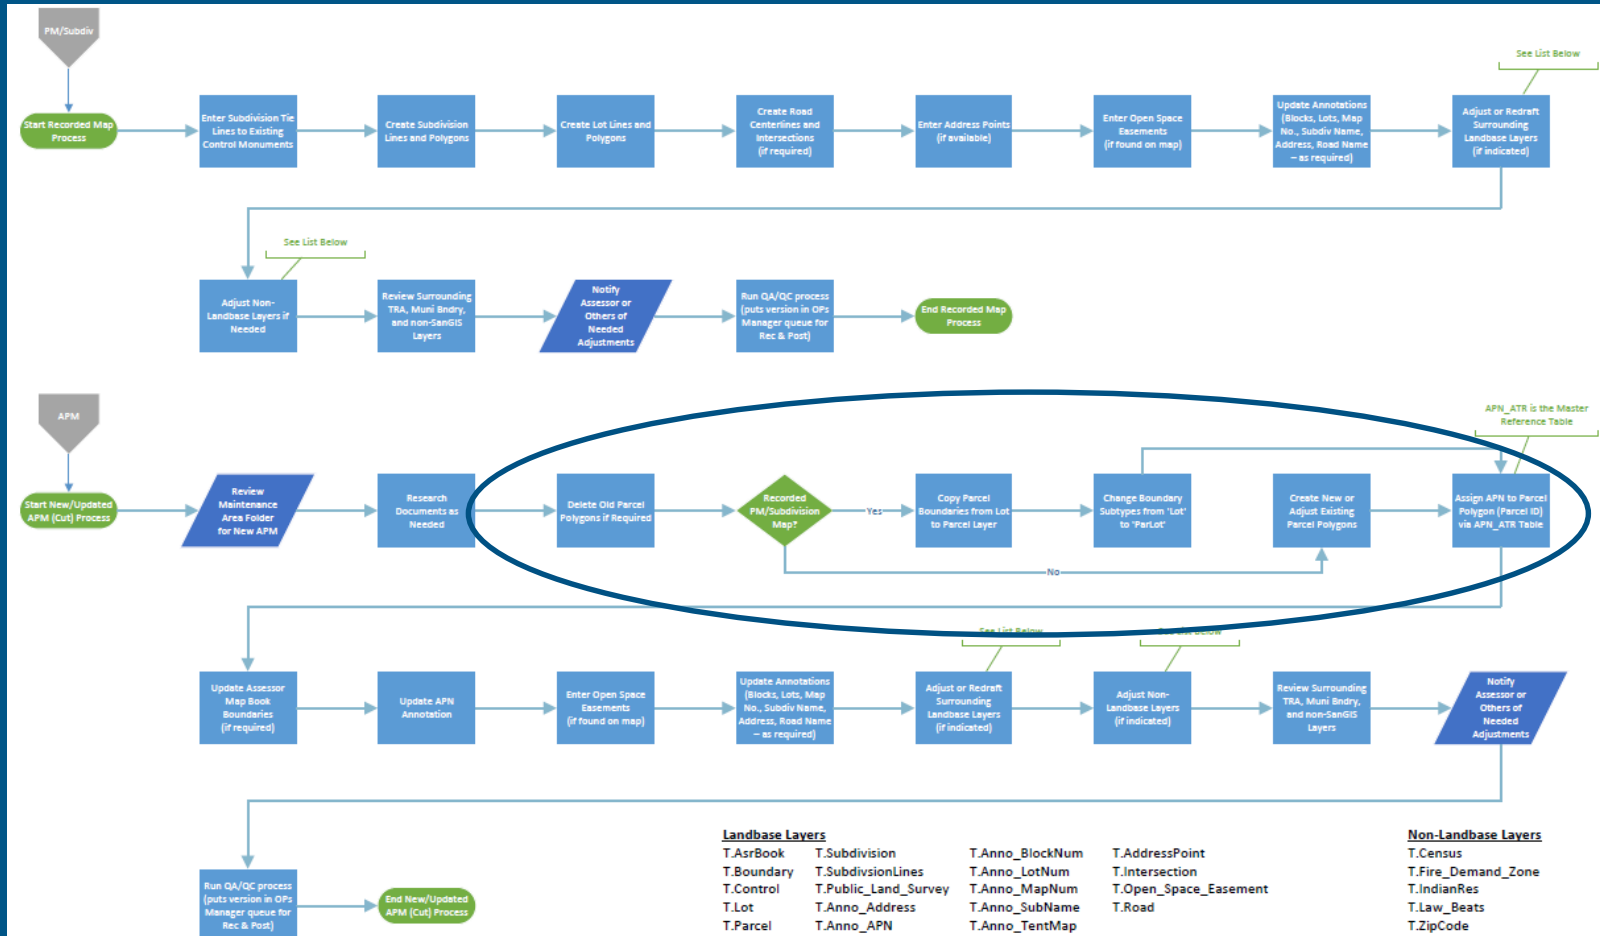 PM/Subdiv
See List Below
Start Recorded Map
Process
Enter Subdivision Tie
Lines to Existing
Control Monuments
Create Subdivision
Lines and Polygons
Create Lot Lines and
Polygons
Create Road
Centerlines and
Intersections
(if required)
Enter Address Points
(if available)
Enter Open Space
Easements
(if found on map)
Update Annotations
(Blocks, Lots, Map
No., Subdiv Name,
Address, Road Name
– as required)
Adjust or Redraft
Surrounding
Landbase Layers
(if indicated)
See List Below
Adjust Non-
Landbase Layers if
Needed
Review Surrounding
TRA, Muni Bndry,
and non-SanGIS
Layers
Notify
Assessor or
Others of
Needed
Adjustments
Run QA/QC process
(puts version in OPs
Manager queue for
Rec & Post)
End Recorded Map
Process
APM
APN_ATR is the Master
Reference Table
Start New/Updated
APM (Cut) Process
Review
Maintenance
Area Folder
for New APM
Research
Documents as
Needed
Delete Old Parcel
Polygons if Required
Recorded
PM/Subdivision
Map?
Yes
Copy Parcel
Boundaries from Lot
to Parcel Layer
Change Boundary
Subtypes from 'Lot'
to 'ParLot'
Create New or
Adjust Existing
Parcel Polygons
Assign APN to Parcel
Polygon (Parcel ID)
via APN_ATR Table
No
See List Below
See List Below
Update Assessor
Map Book
Boundaries
(if required)
Update APN
Annotation
Enter Open Space
Easements
(if found on map)
Update Annotations
(Blocks, Lots, Map
No., Subdiv Name,
Address, Road Name
– as required)
Adjust or Redraft
Surrounding
Landbase Layers
(if indicated)
Adjust Non-
Landbase Layers
(if indicated)
Review Surrounding
TRA, Muni Bndry,
and non-SanGIS
Layers
Notify
Assessor or
Others of
Needed
Adjustments
Run QA/QC process
(puts version in OPs
Manager queue for
Rec & Post)
End New/Updated
APM (Cut) Process
Landbase Layers
T.AsrBook T.Subdivision T.Anno_BlockNum T.AddressPoint
T.Boundary T.SubdivsionLines T.Anno_LotNum T.Intersection
T.Control T.Public_Land_Survey T.Anno_MapNum T.Open_Space_Easement
T.Lot T.Anno_Address T.Anno_SubName T.Road
T.Parcel T.Anno_APN T.Anno_TentMap
Non-Landbase Layers
T.Census
T.Fire_Demand_Zone
T.IndianRes
T.Law_Beats
T.ZipCode